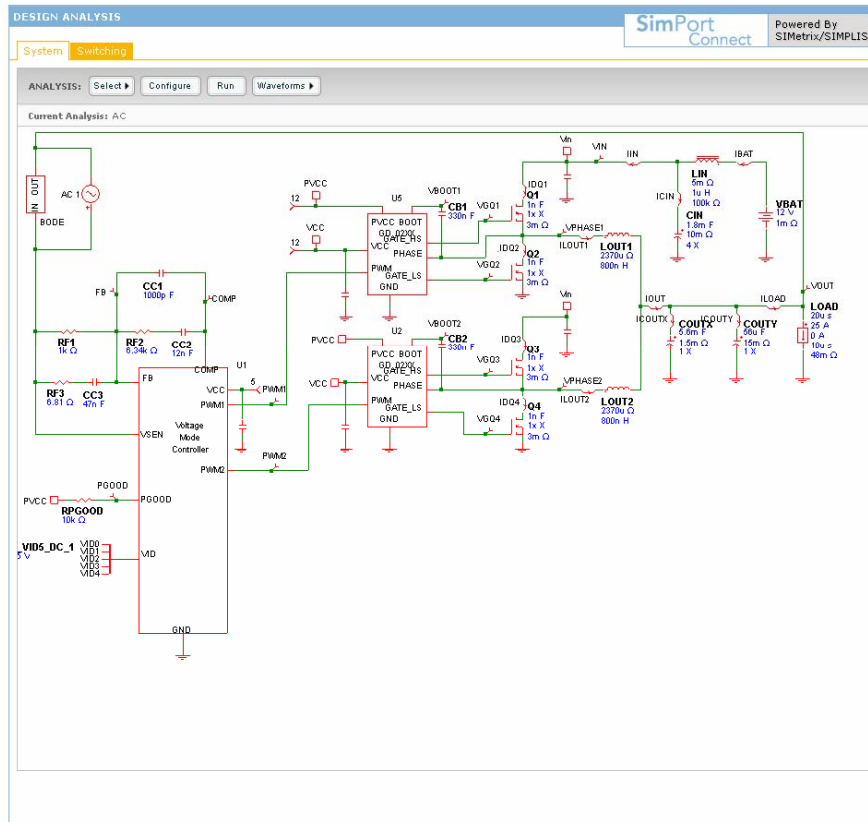 DESIGN ANALYSIS
SimPort
Connect
Powered By
SIMetrix/SIMPLIS
System
Switching
ANALYSIS:
Select
Configure
Run
Waveforms
Current Analysis: AC
IN OUT
BODE
AC 1
CC1
1000p F
FB
COMP
RF1
1k Ω
RF2
6.34k Ω
CC2
12n F
RF3
6.81 Ω
CC3
47n F
COMP
U1
FB
VCC
5
PWM1
PWM1
VSEN
Voltage
Mode
Controller
PWM2
PWM2
PGOOD
PVCC
RPGOOD
10k Ω
PGOOD
VID5_DC_1
5 V
VID0
VID1
VID2
VID3
VID4
VID
GND
PVCC
12
VCC
12
U5
PVCC BOOT
GD_02XX
GATE_HS
VCC
PHASE
PWM
GATE_LS
GND
VBOOT1
CB1
330n F
VGQ1
IDQ1
Q1
1n F
1x X
3m Ω
VPHASE1
ILOUT1
LOUT1
2370u Ω
800n H
IDQ2
Q2
1n F
1x X
3m Ω
VGQ2
Vin
VIN
IIN
LIN
5m Ω
1u H
100k Ω
IBAT
ICIN
CIN
1.8m F
10m Ω
4 X
VBAT
12 V
1m Ω
U2
PVCC
VCC
PVCC BOOT
GD_02XX
GATE_HS
VCC
PHASE
PWM
GATE_LS
GND
VBOOT2
CB2
330n F
Vin
IDQ3
Q3
1n F
1x X
3m Ω
VGQ3
VPHASE2
ILOUT2
LOUT2
2370u Ω
800n H
IDQ4
Q4
1n F
1x X
3m Ω
VGQ4
IOUT
ICOUTX
COUTX
5.6m F
1.5m Ω
1 X
ICOUTY
COUTY
56u F
15m Ω
1 X
ILOAD
VOUT
LOAD
20u s
25 A
0 A
10u s
48m Ω